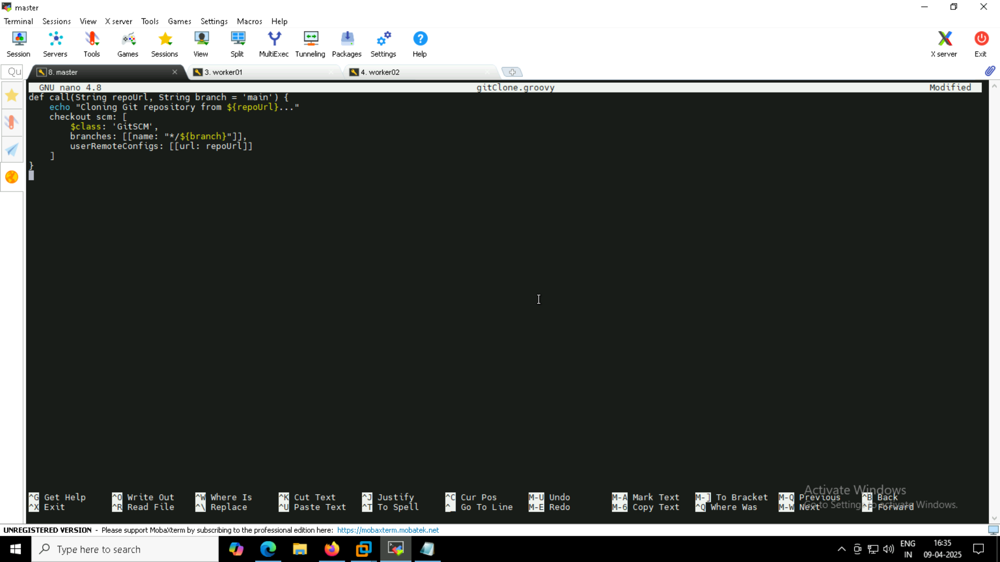 master
Terminal Sessions View X server Tools Games Settings Macros Help
Session Servers Tools Games Sessions View Split MultiExec Tunneling Packages Settings Help X server Exit
Qu 8. master 3. worker01 4. worker02
GNU nano 4.8 gitClone.groovy Modified
def call(String repoUrl, String branch = 'main') {
    echo "Cloning Git repository from ${repoUrl}..."
    checkout scm: [
        $class: 'GitSCM',
        branches: [[name: "*/${branch}"]],
        userRemoteConfigs: [[url: repoUrl]]
    ]
}
^G Get Help ^O Write Out ^W Where Is ^K Cut Text ^J Justify ^C Cur Pos M-U Undo M-A Mark Text M-] To Bracket M-Q Previous ^B Back
^X Exit ^R Read File ^\ Replace ^U Paste Text ^T To Spell ^_ Go To Line M-E Redo M-6 Copy Text ^Q Where Was M-W Next ^F Forward
Activate Windows
Go to Settings to activate Windows.
UNREGISTERED VERSION - Please support MobaXterm by subscribing to the professional edition here: https://mobaxterm.mobatek.net
Type here to search
ENG 16:35
IN 09-04-2025